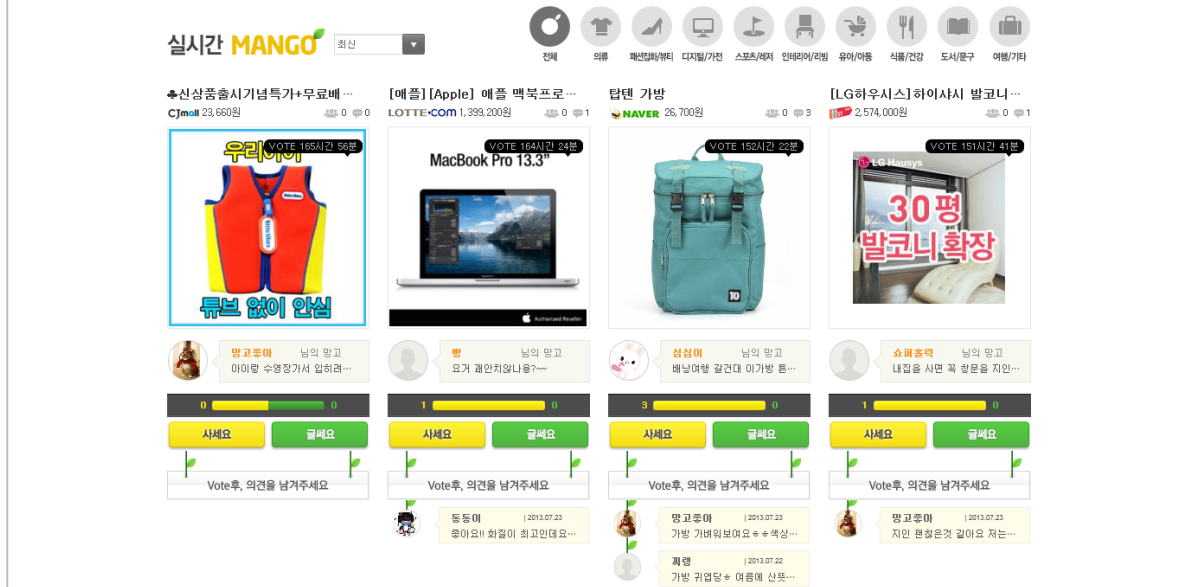 실시간 MANGO
최신
전체
의류
패션잡화/뷰티
디지털/가전
스포츠/레저
인테리어/리빙
유아/아동
식품/건강
도서/문구
여행/기타
♣신상품출시기념특가+무료배…
CJmall 23,660원 0 0
VOTE 165시간 56분
튜브 없이 안심
망고좋아 님의 망고
아이랑 수영장가서 입히려…
0 0
사세요 글쎄요
Vote후, 의견을 남겨주세요
[애플][Apple] 애플 맥북프로…
LOTTE.COM 1,399,200원 0 1
VOTE 164시간 24분
MacBook Pro 13.3"
Authorized Reseller
빵 님의 망고
요거 괜안치않나용?~~
1 0
사세요 글쎄요
Vote후, 의견을 남겨주세요
동동이 | 2013.07.23
좋아요!! 화질이 최고인데요…
탑텐 가방
NAVER 26,700원 0 3
VOTE 152시간 22분
10
심심이 님의 망고
배낭여행 갈건대 이가방 튼…
3 0
사세요 글쎄요
Vote후, 의견을 남겨주세요
망고좋아 | 2013.07.23
가방 가벼워보여요ㅎㅎ색상…
찌랭 | 2013.07.22
가방 귀엽당ㅎ 여름에 산뜻…
[LG하우시스]하이샤시 발코니…
2,574,000원 0 1
VOTE 151시간 41분
LG Hausys
30평
발코니 확장
쇼퍼홀릭 님의 망고
내집을 사면 꼭 창문을 지인…
1 0
사세요 글쎄요
Vote후, 의견을 남겨주세요
망고좋아 | 2013.07.23
지인 괜찮은것 같아요 저는…